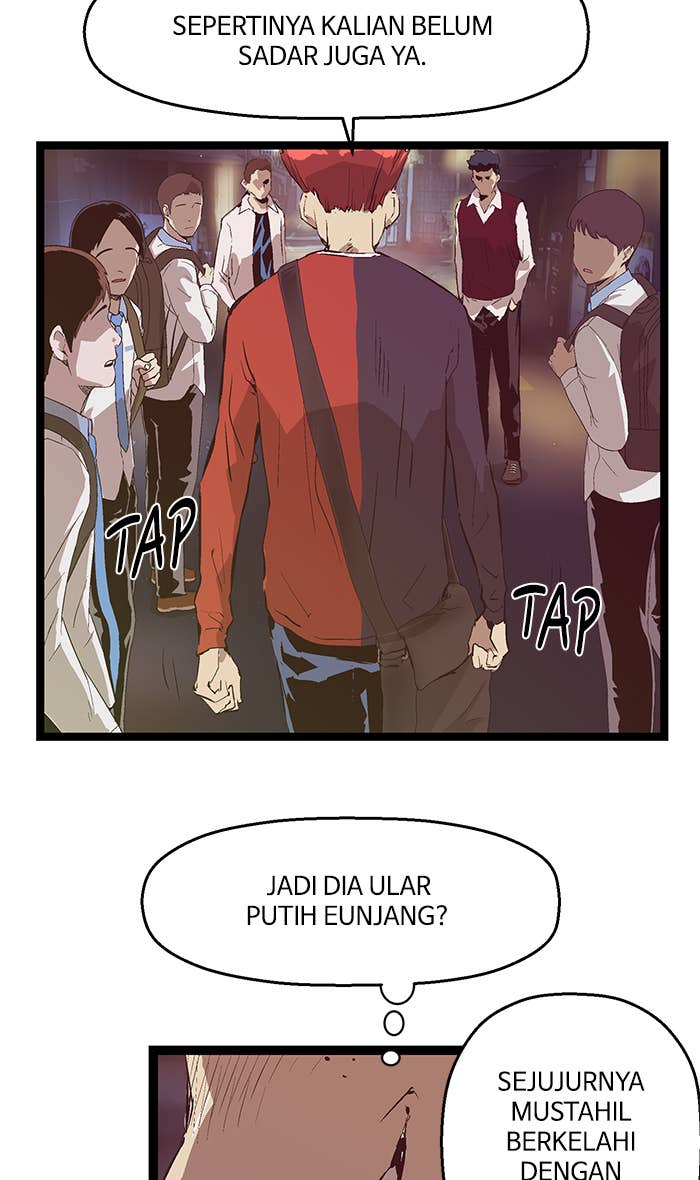 SEPERTINYA KALIAN BELUM
SADAR JUGA YA.
TAP
TAP
JADI DIA ULAR
PUTIH EUNJANG?
SEJUJURNYA
MUSTAHIL
BERKELAHI
DENGAN